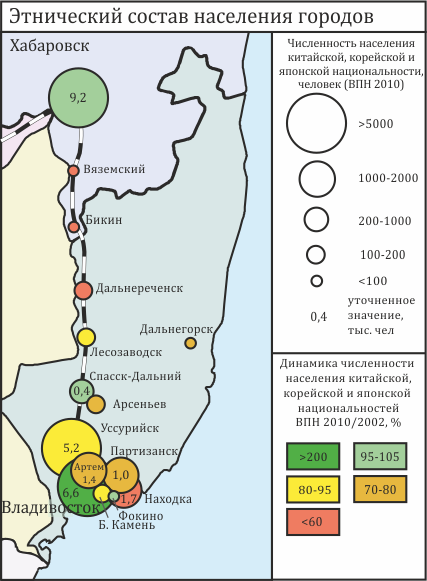 Этнический состав населения городов
Хабаровск
9,2
Вяземский
Бикин
Дальнереченск
Дальнегорск
Лесозаводск
Спасск-Дальний
0,4
Арсеньев
Уссурийск
5,2
Партизанск
Артем
1,4
1,0
6,6
1,7
Находка
Владивосток
Фокино
Б. Камень
Численность населения
китайской, корейской и
японской национальности,
человек (ВПН 2010)
>5000
1000-2000
200-1000
100-200
<100
0,4
уточненное
значение,
тыс. чел
Динамика численности
населения китайской,
корейской и японской
национальностей
ВПН 2010/2002, %
>200
95-105
80-95
70-80
<60